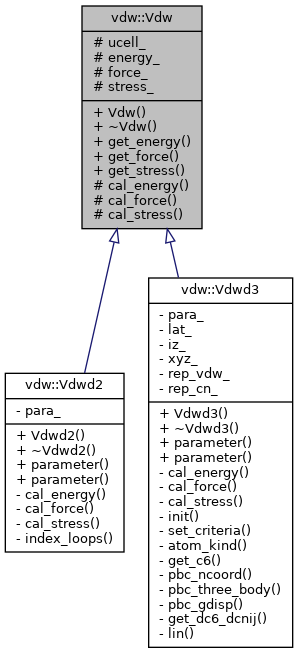 vdw::Vdw
# ucell_
# energy_
# force_
# stress_
+ Vdw()
+ ~Vdw()
+ get_energy()
+ get_force()
+ get_stress()
# cal_energy()
# cal_force()
# cal_stress()
vdw::Vdwd2
- para_
+ Vdwd2()
+ ~Vdwd2()
+ parameter()
+ parameter()
- cal_energy()
- cal_force()
- cal_stress()
- index_loops()
vdw::Vdwd3
- para_
- lat_
- iz_
- xyz_
- rep_vdw_
- rep_cn_
+ Vdwd3()
+ ~Vdwd3()
+ parameter()
+ parameter()
- cal_energy()
- cal_force()
- cal_stress()
- init()
- set_criteria()
- atom_kind()
- get_c6()
- pbc_ncoord()
- pbc_three_body()
- pbc_gdisp()
- get_dc6_dcnij()
- lin()